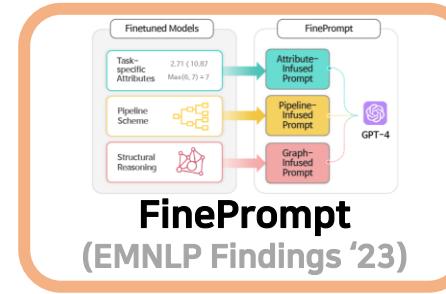 Finetuned Models
FinePrompt
Task-
specific
Attributes
2.71 ⟨ 10.87
Max(6, 7) = 7
Attribute-
Infused
Prompt
Pipeline
Scheme
Pipeline-
Infused
Prompt
GPT-4
Structural
Reasoning
Graph-
Infused
Prompt
FinePrompt
(EMNLP Findings ‘23)